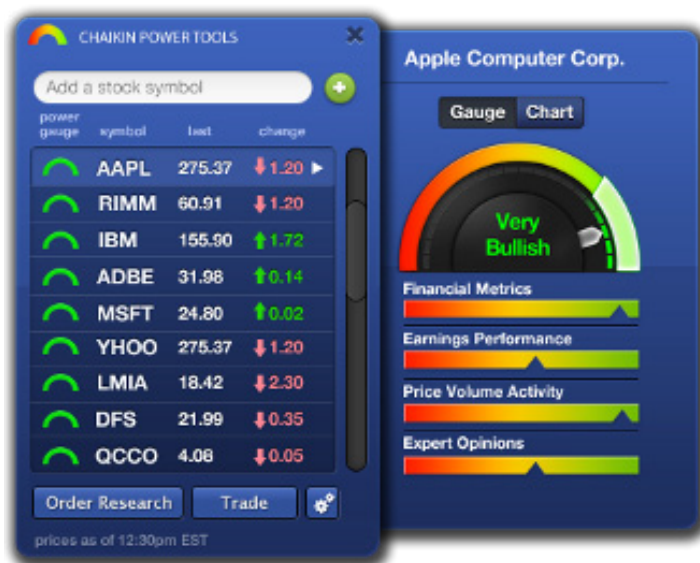 CHAIKIN POWER TOOLS
Add a stock symbol
power gauge symbol last change
AAPL 275.37 1.20
RIMM 60.91 1.20
IBM 155.90 1.72
ADBE 31.98 0.14
MSFT 24.80 0.02
YHOO 275.37 1.20
LMIA 18.42 2.30
DFS 21.99 0.35
QCCO 4.08 0.05
Order Research Trade
prices as of 12:30pm EST
Apple Computer Corp.
Gauge Chart
Very
Bullish
Financial Metrics
Earnings Performance
Price Volume Activity
Expert Opinions